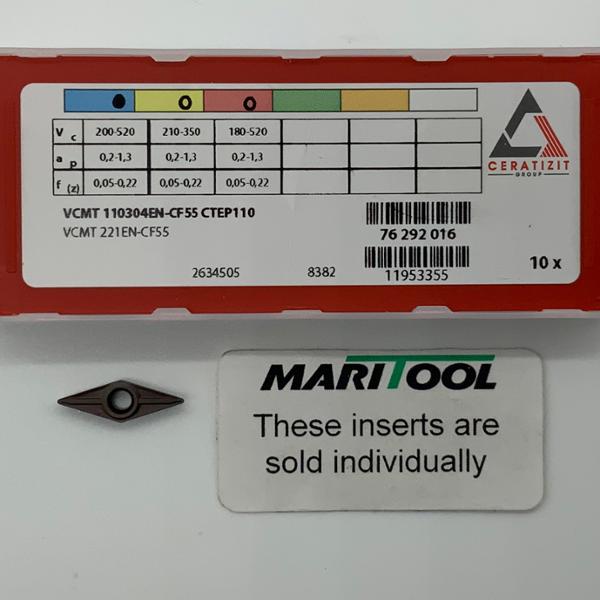 V c 200-520 210-350 180-520
a p 0,2-1,3 0,2-1,3 0,2-1,3
f (z) 0,05-0,22 0,05-0,22 0,05-0,22
CERATIZIT
GROUP
VCMT 110304EN-CF55 CTEP110
VCMT 221EN-CF55
76 292 016
2634505 8382 11953355
10 x
MARITOOL
These inserts are
sold individually